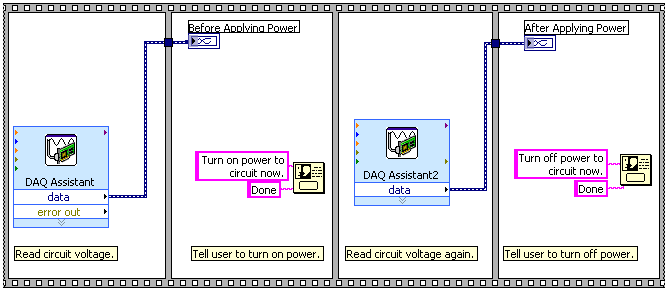 Before Applying Power
After Applying Power
DAQ Assistant
data
error out
Turn on power to
circuit now.
Done
DAQ Assistant2
data
Turn off power to
circuit now.
Done
Read circuit voltage.
Tell user to turn on power.
Read circuit voltage again.
Tell user to turn off power.